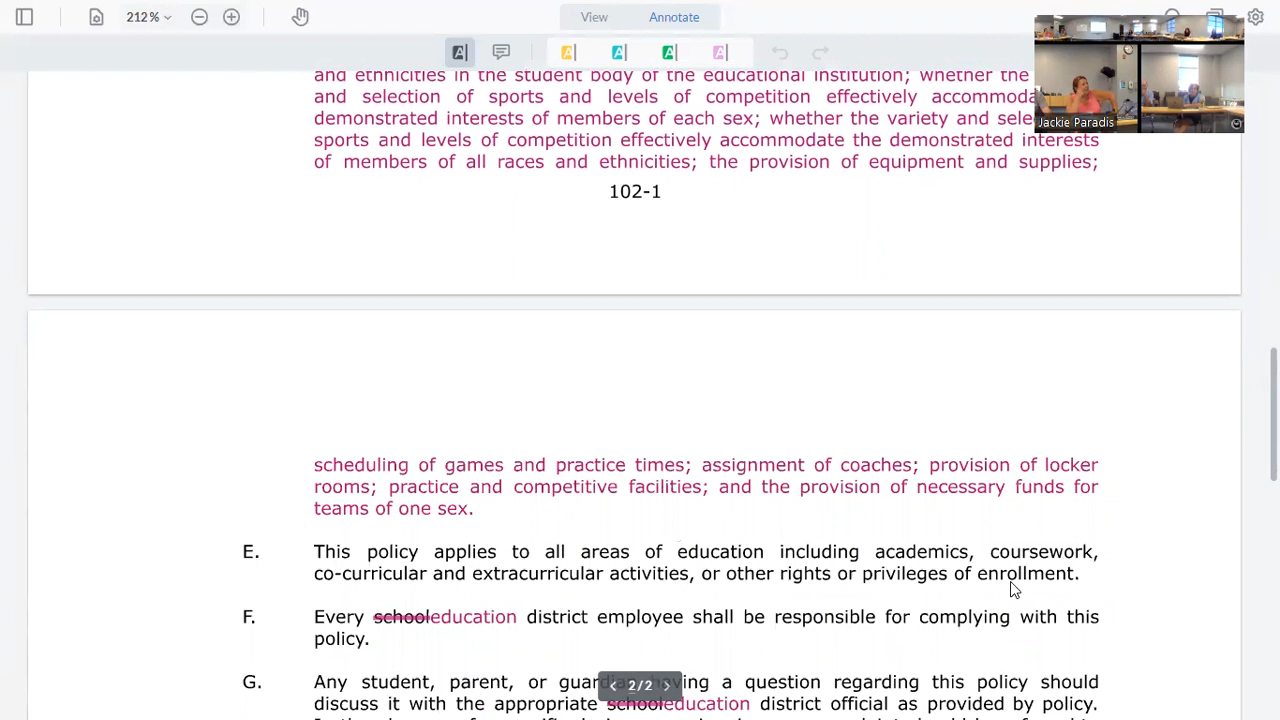 212%
View
Annotate
and ethnicities in the student body of the educational institution; whether the
and selection of sports and levels of competition effectively
demonstrated interests of members of each sex; whether the variety and
sports and levels of competition effectively accommodate the demonstrated interests
of members of all races and ethnicities; the provision of equipment and supplies;
102-1
Jackie Paradis
scheduling of games and practice times; assignment of coaches; provision of locker
rooms; practice and competitive facilities; and the provision of necessary funds for
teams of one sex.
E. This policy applies to all areas of education including academics, coursework,
co-curricular and extracurricular activities, or other rights or privileges of enrollment.
F. Every schooleducation district employee shall be responsible for complying with this
policy.
G. Any student, parent, or having a question regarding this policy should
discuss it with the appropriate schooleducation district official as provided by policy.
2/2